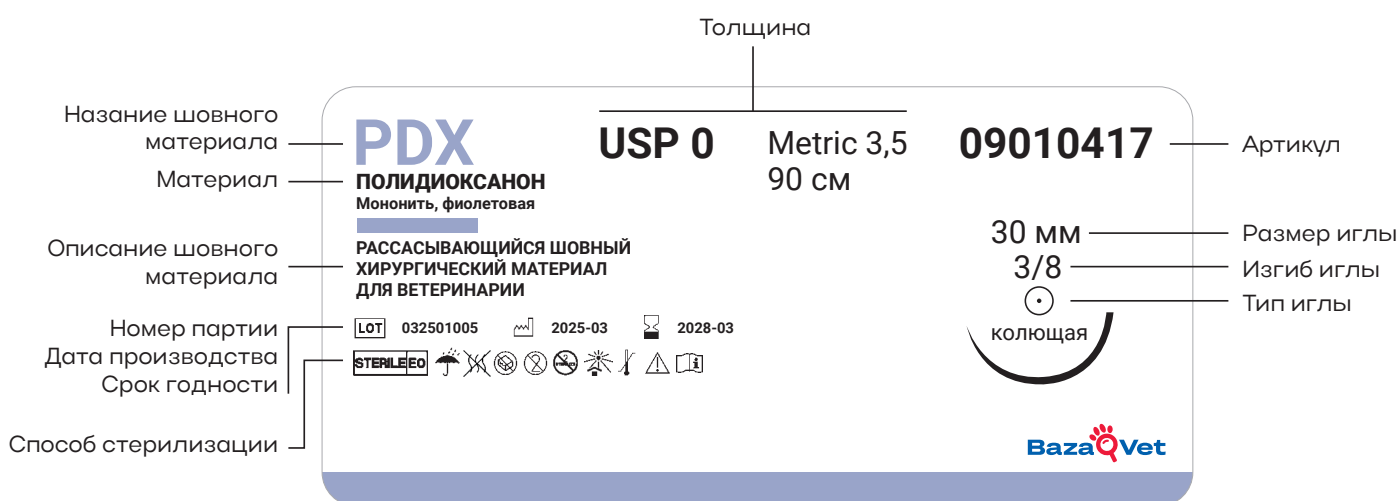 Толщина
Назание шовного
материала
Материал
Описание шовного
материала
Номер партии
Дата производства
Срок годности
Способ стерилизации
PDX
ПОЛИДИОКСАНОН
Мононить, фиолетовая
РАССАСЫВАЮЩИЙСЯ ШОВНЫЙ
ХИРУРГИЧЕСКИЙ МАТЕРИАЛ
ДЛЯ ВЕТЕРИНАРИИ
LOT 032501005 2025-03 2028-03
STERILE EO
USP 0 Metric 3,5
90 см
09010417
30 мм
3/8
колющая
BazaVet
Артикул
Размер иглы
Изгиб иглы
Тип иглы